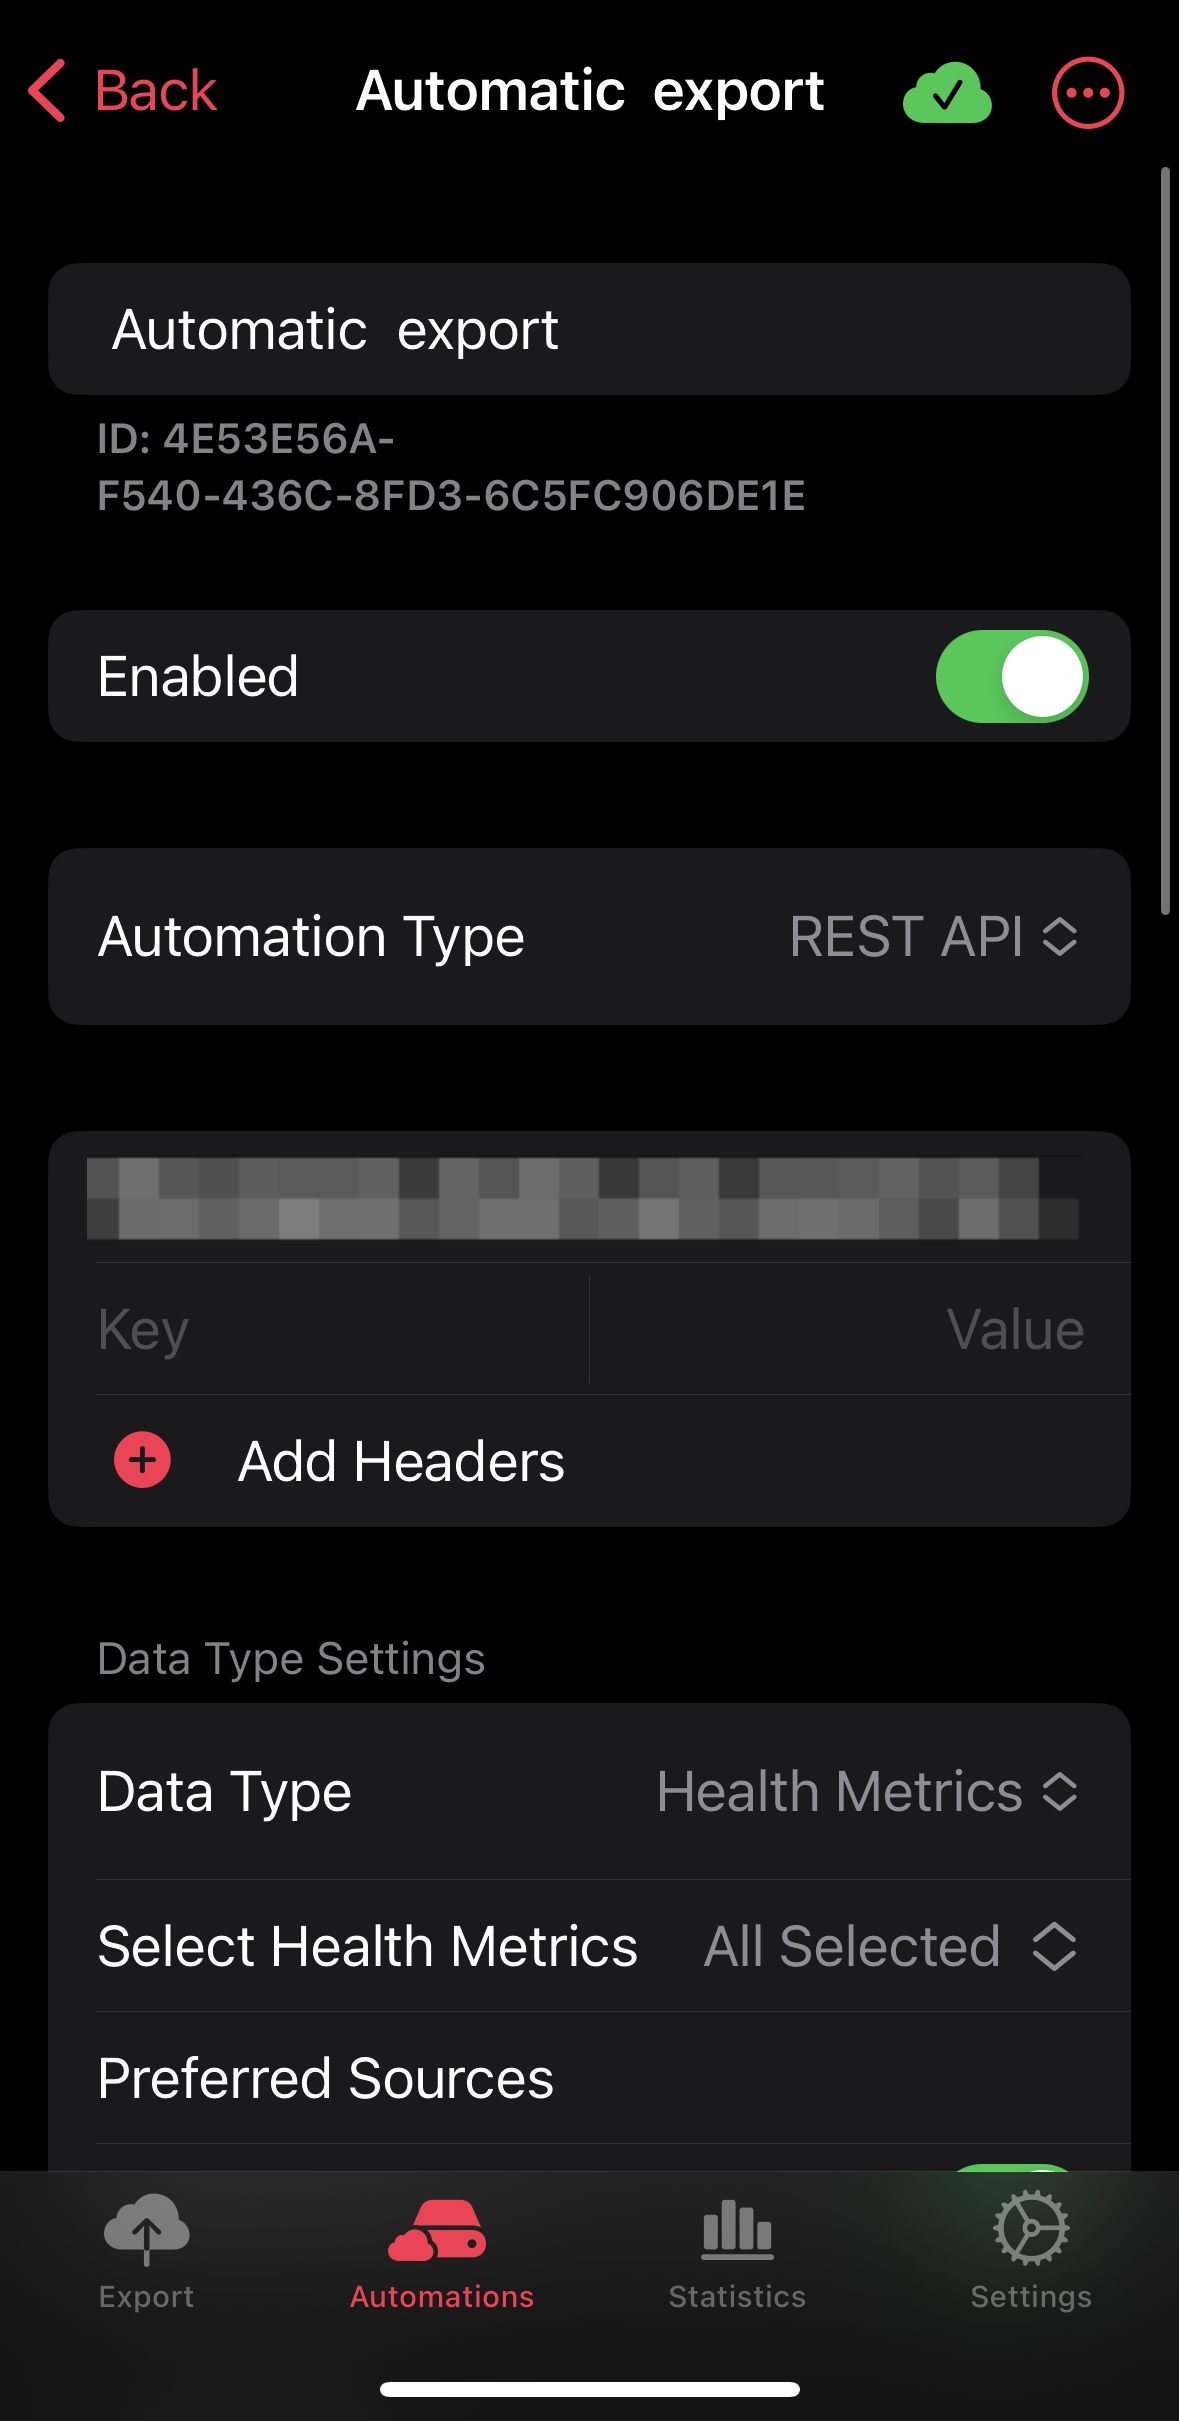 Back
Automatic  export
Automatic  export
ID: 4E53E56A-
F540-436C-8FD3-6C5FC906DE1E
Enabled
Automation Type
REST API
Key
Value
Add Headers
Data Type Settings
Data Type
Health Metrics
Select Health Metrics
All Selected
Preferred Sources
Export
Automations
Statistics
Settings